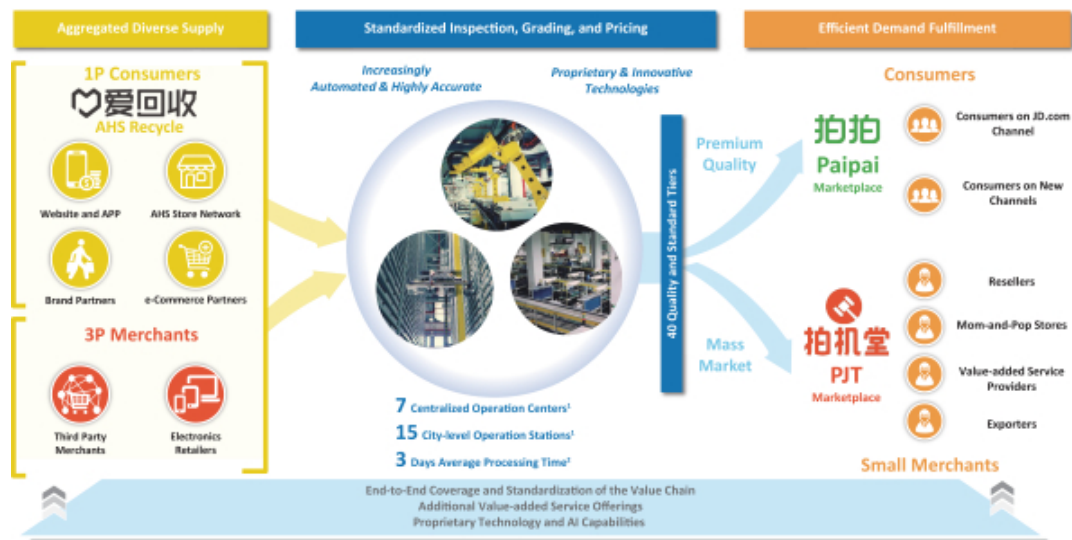 Aggregated Diverse Supply
Standardized Inspection, Grading, and Pricing
Efficient Demand Fulfillment
1P Consumers
爱回收
AHS Recycle
Website and APP
AHS Store Network
Brand Partners
e-Commerce Partners
3P Merchants
Third Party
Merchants
Electronics
Retailers
Increasingly
Automated & Highly Accurate
Proprietary & Innovative
Technologies
40 Quality and Standard Tiers
7 Centralized Operation Centers¹
15 City-level Operation Stations¹
3 Days Average Processing Time²
Premium
Quality
Mass
Market
Consumers
拍拍
Paipai
Marketplace
Consumers on JD.com
Channel
Consumers on New
Channels
拍机堂
PJT
Marketplace
Resellers
Mom-and-Pop Stores
Value-added Service
Providers
Exporters
Small Merchants
End-to-End Coverage and Standardization of the Value Chain
Additional Value-added Service Offerings
Proprietary Technology and AI Capabilities